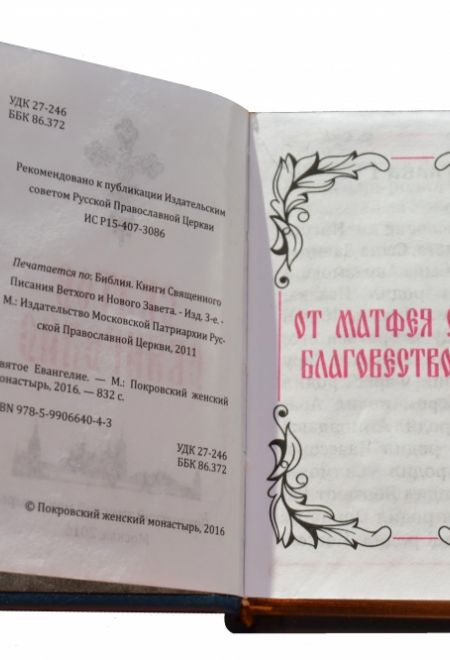 УДК 27-246
ББК 86.372
Рекомендовано к публикации Издательским
советом Русской Православной Церкви
ИС Р15-407-3086
Печатается по: Библия. Книги Священного
Писания Ветхого и Нового Завета. - Изд. 3-е. -
М.: Издательство Московской Патриархии Рус-
ской Православной Церкви, 2011
вятое Евангелие. — М.: Покровский женский
онастырь, 2016. — 832 с.
BN 978-5-9906640-4-3
УДК 27-246
ББК 86.372
© Покровский женский монастырь, 2016
ОТ МАТФЕЯ
БЛАГОВЕСТВО